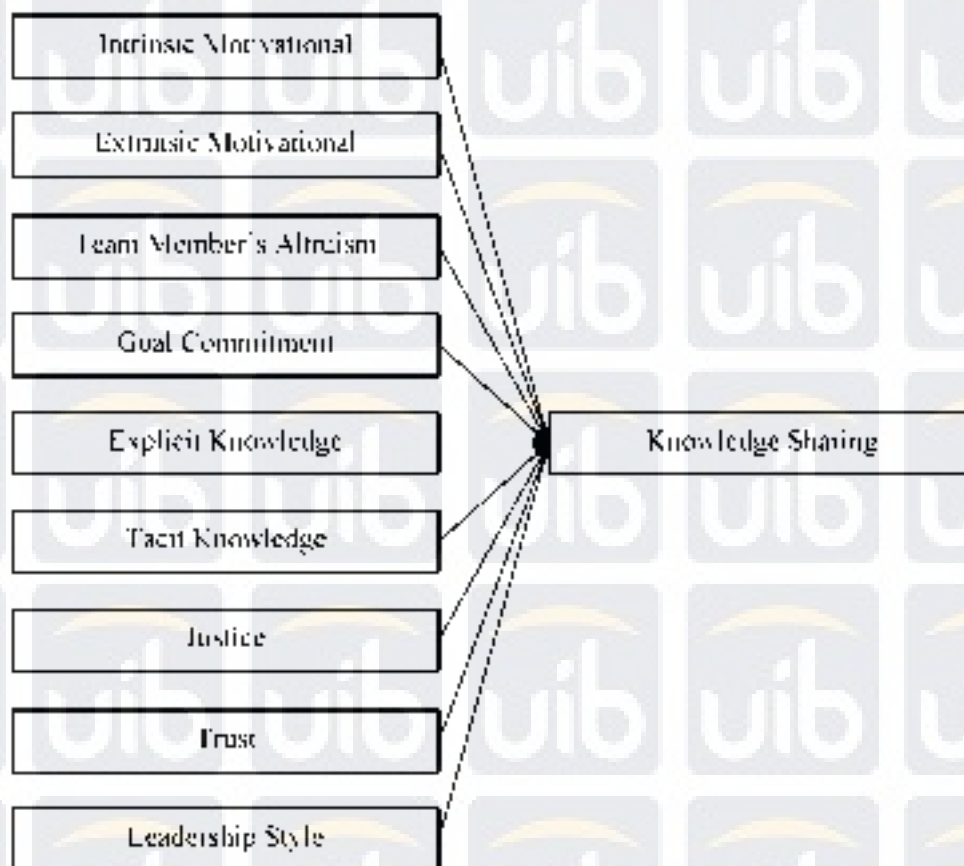 Intrinsic Motivational
Extrinsic Motivational
Team Member's Altruism
Goal Commitment
Explicit Knowledge
Knowledge Sharing
Tacit Knowledge
Justice
Trust
Leadership Style
uib